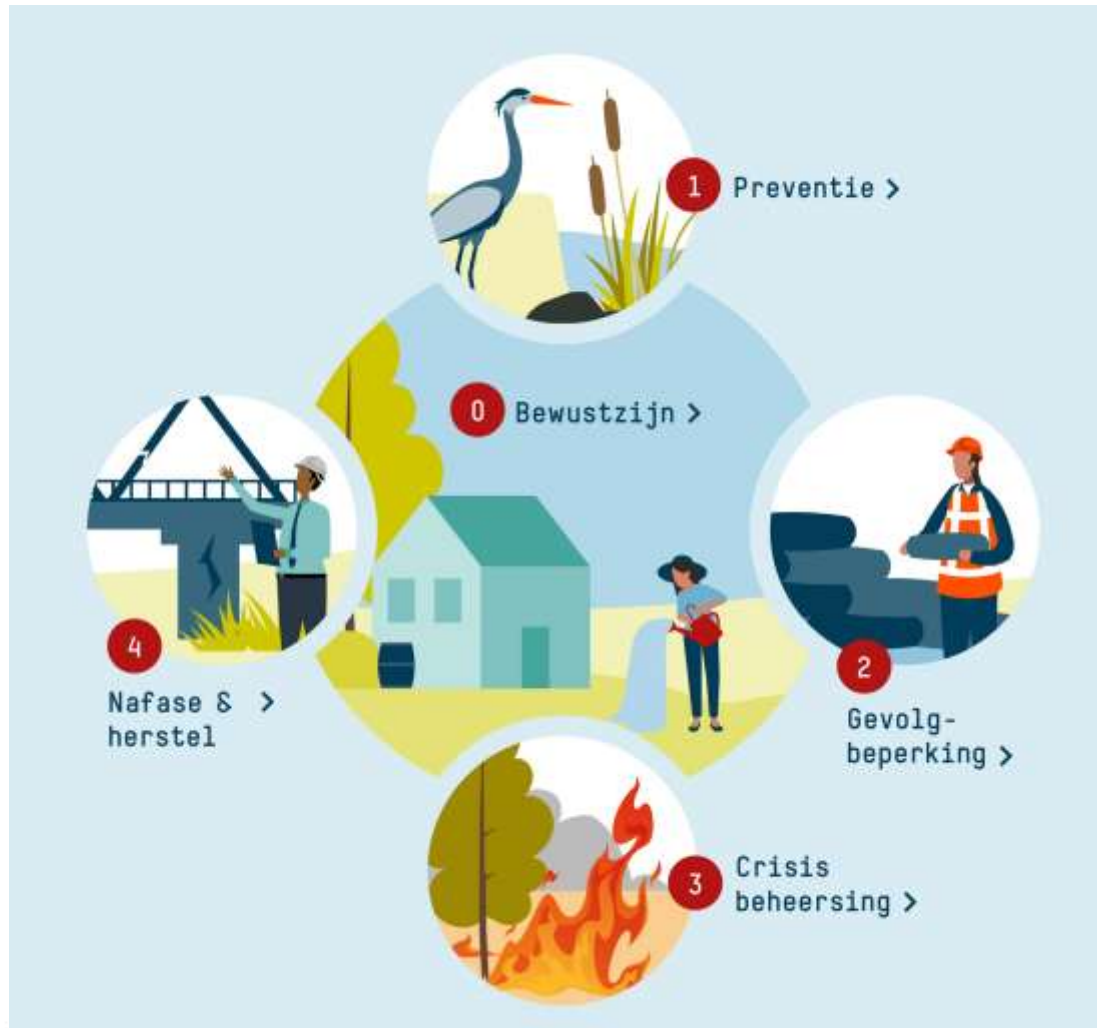 1 Preventie >
0 Bewustzijn >
2
Gevolg-
beperking >
3 Crisis
beheersing >
4
Nafase & >
herstel